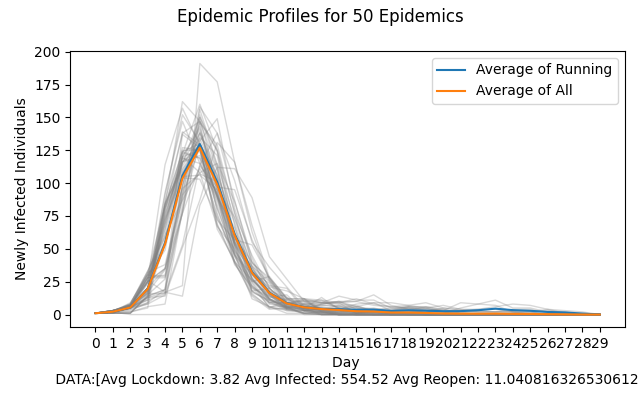 Epidemic Profiles for 50 Epidemics
200
175
150
125
100
75
50
25
0
Newly Infected Individuals
Average of Running
Average of All
0 1 2 3 4 5 6 7 8 9 10 11 12 13 14 15 16 17 18 19 20 21 22 23 24 25 26 27 28 29
Day
DATA:[Avg Lockdown: 3.82 Avg Infected: 554.52 Avg Reopen: 11.040816326530612